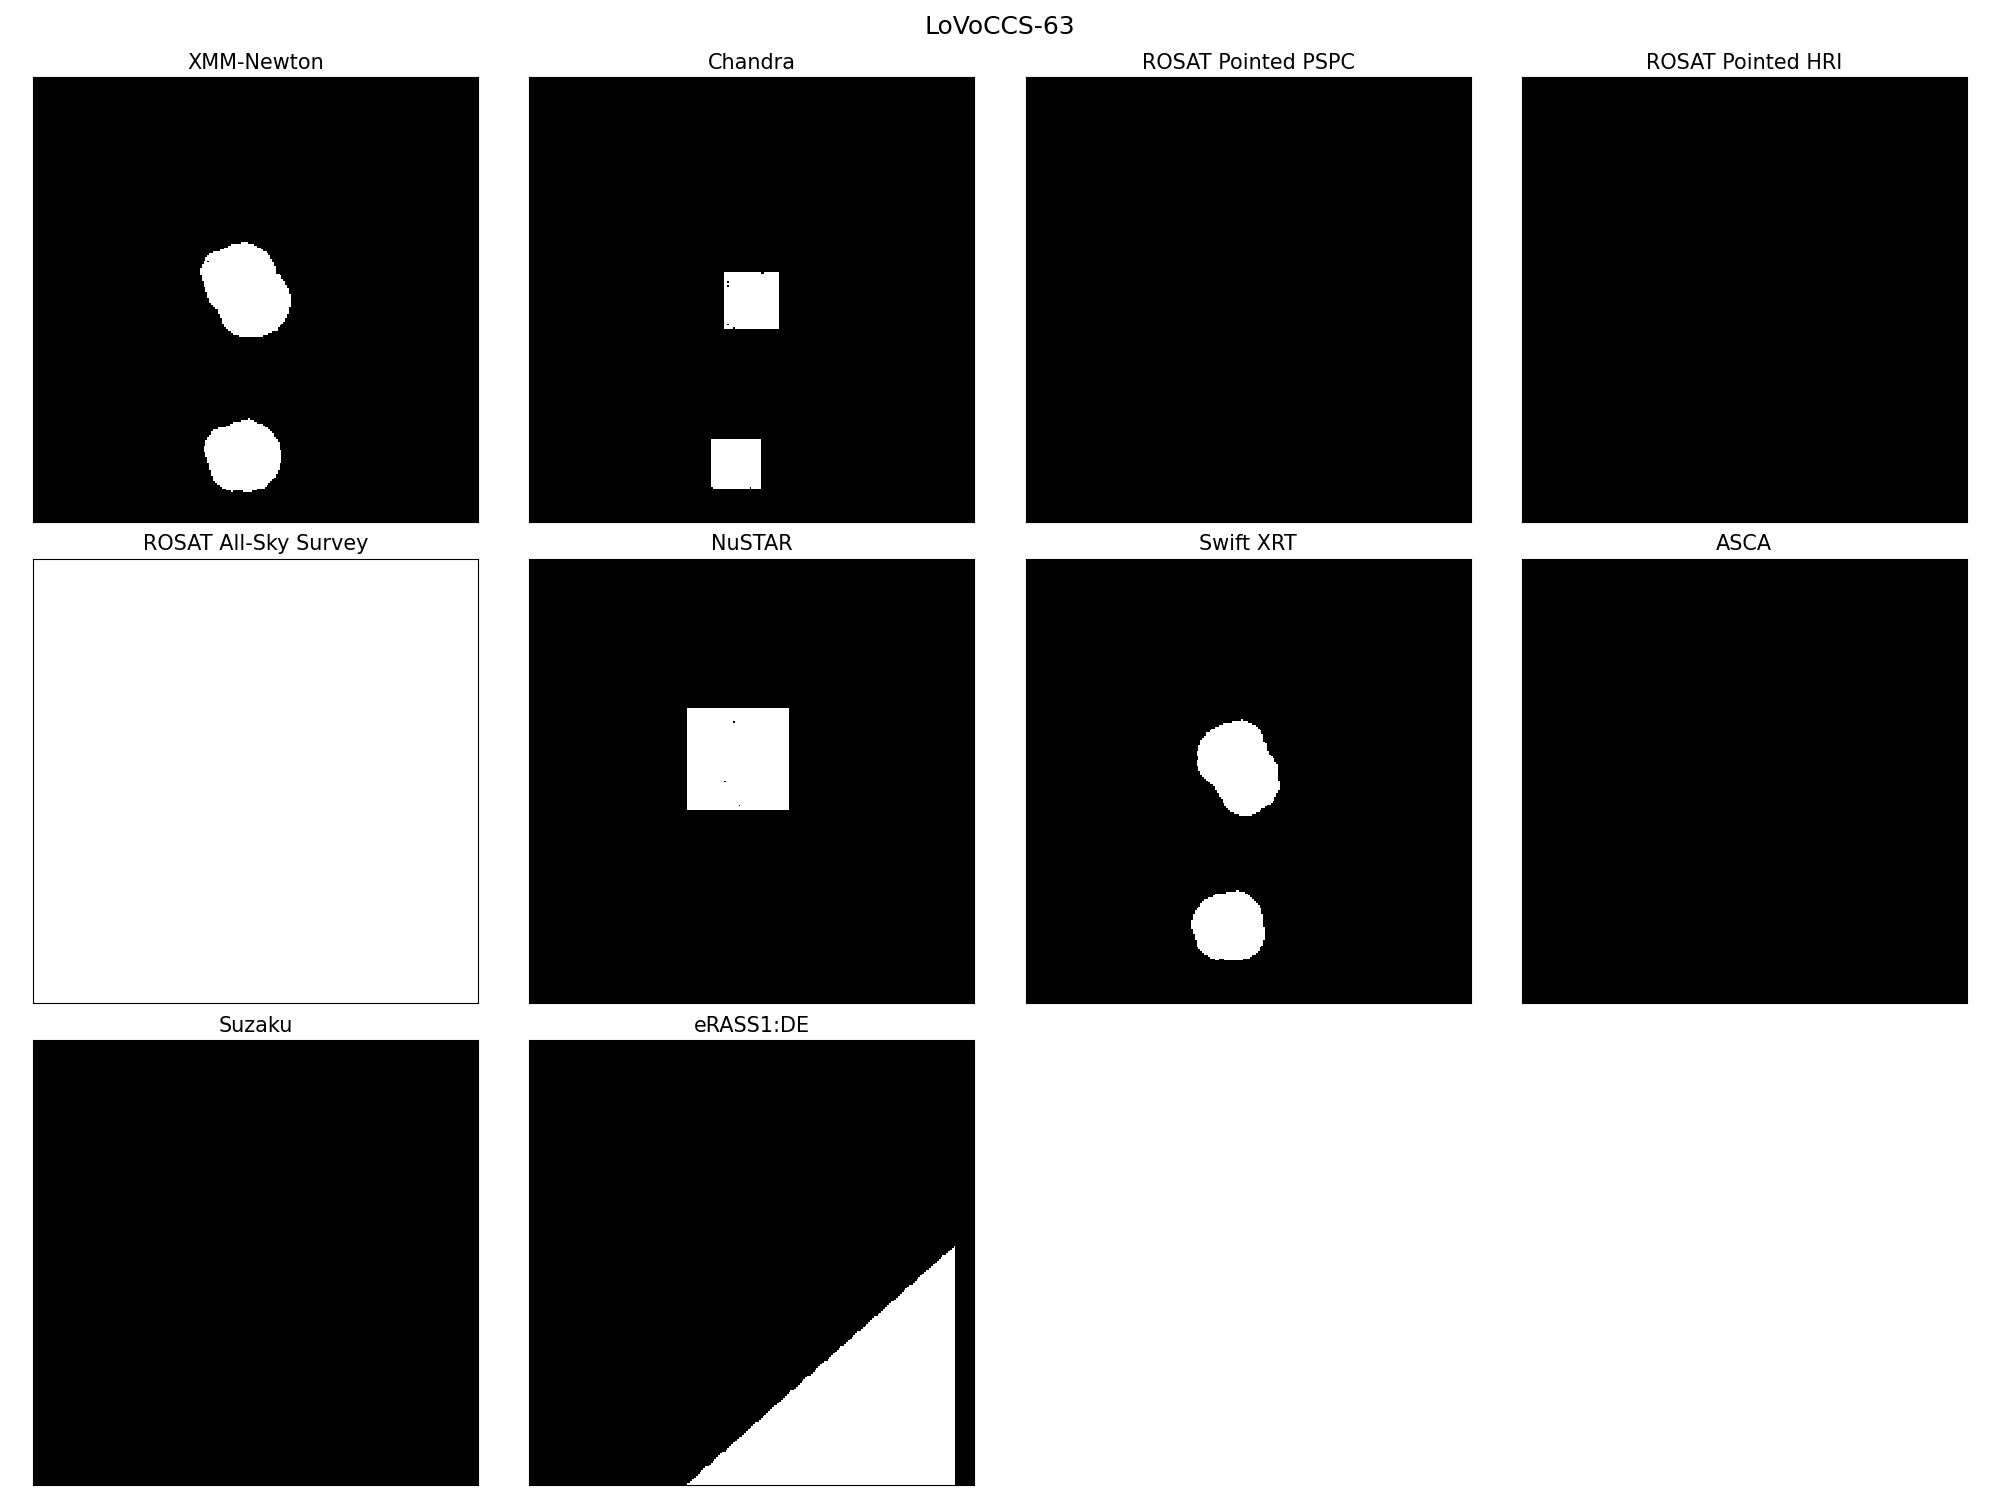 LoVoCCS-63
XMM-Newton
Chandra
ROSAT Pointed PSPC
ROSAT Pointed HRI
ROSAT All-Sky Survey
NuSTAR
Swift XRT
ASCA
Suzaku
eRASS1:DE